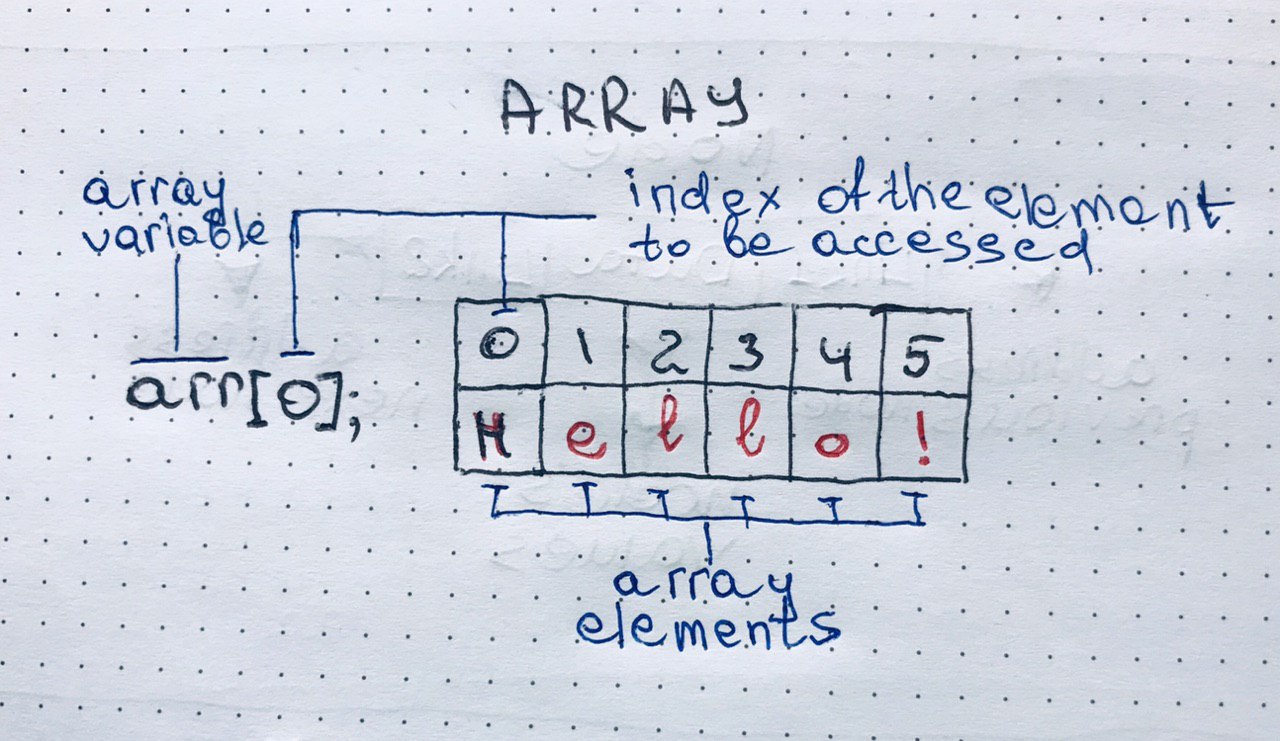 ARRAY
array
variable
index of the element
to be accessed
arr[0];
0 1 2 3 4 5
H e l l o !
array
elements